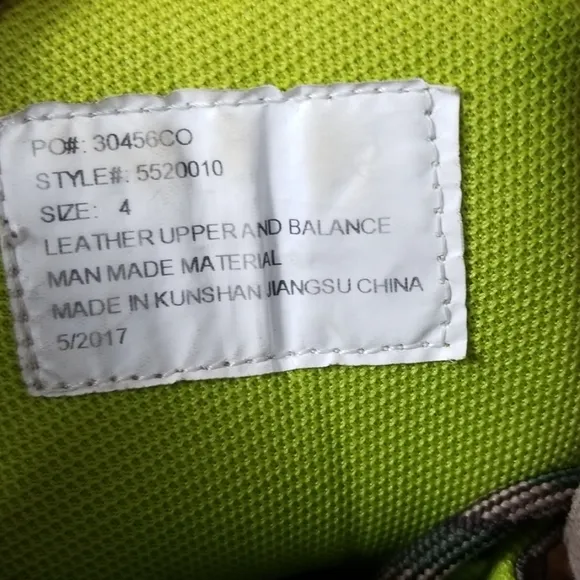 PO#: 30456CO
STYLE#: 5520010
SIZE: 4
LEATHER UPPER AND BALANCE
MAN MADE MATERIAL
MADE IN KUNSHAN JIANGSU CHINA
5/2017